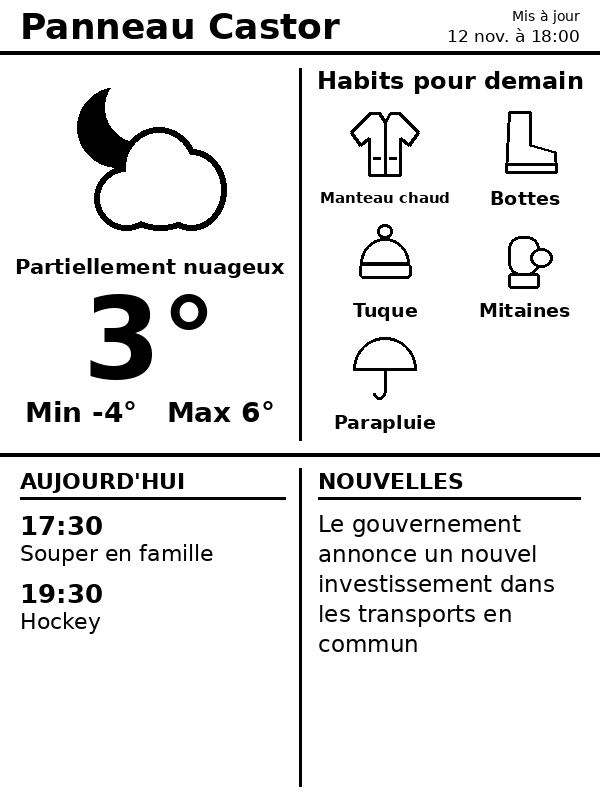 Panneau Castor
Mis à jour
12 nov. à 18:00
Partiellement nuageux
3°
Min -4° Max 6°
Habits pour demain
Manteau chaud
Bottes
Tuque
Mitaines
Parapluie
AUJOURD'HUI
17:30
Souper en famille
19:30
Hockey
NOUVELLES
Le gouvernement
annonce un nouvel
investissement dans
les transports en
commun